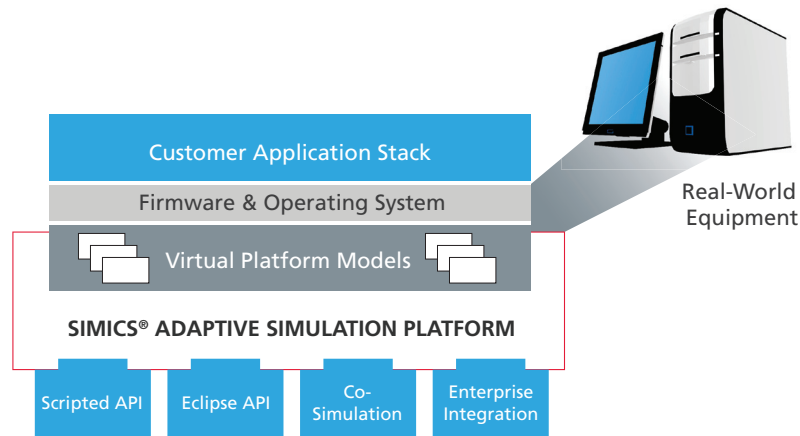 Customer Application Stack
Firmware & Operating System
Real-World
Equipment
Virtual Platform Models
SIMICS® ADAPTIVE SIMULATION PLATFORM
Scripted API
Eclipse API
Co-
Simulation
Enterprise
Integration